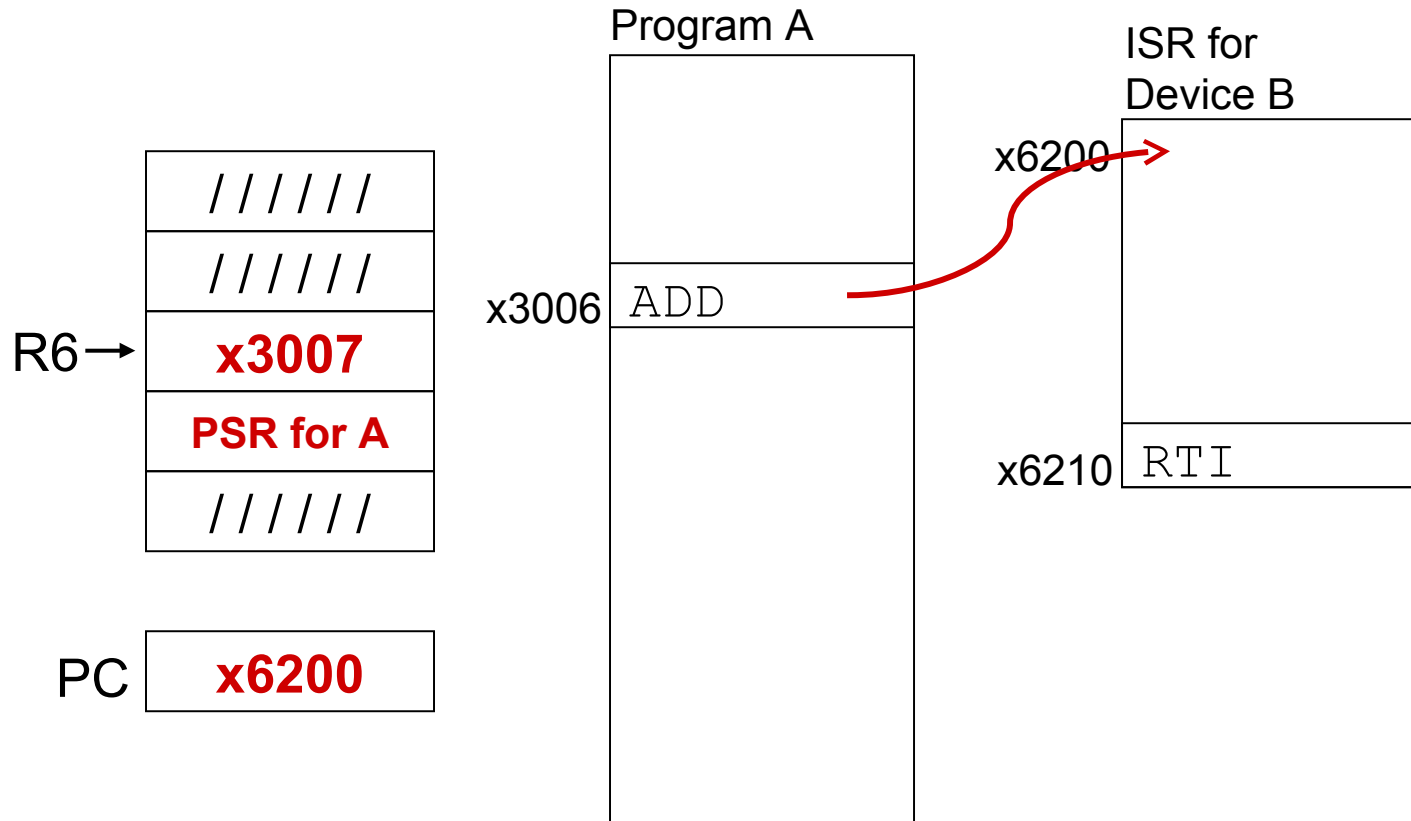 Program A
ISR for
Device B
//////
//////
R6
x3007
PSR for A
//////
PC
x6200
x3006
ADD
x6200
x6210
RTI